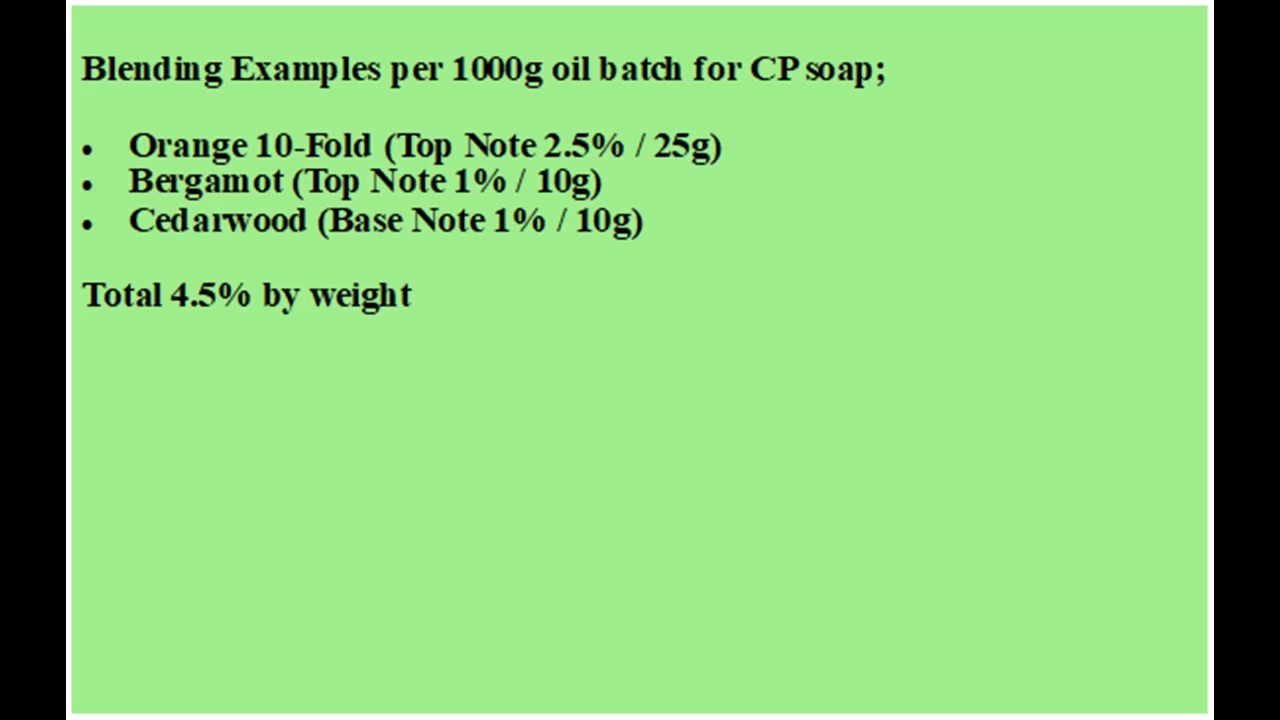 Blending Examples per 1000g oil batch for CP soap;
• Orange 10-Fold (Top Note 2.5% / 25g)
• Bergamot (Top Note 1% / 10g)
• Cedarwood (Base Note 1% / 10g)
Total 4.5% by weight